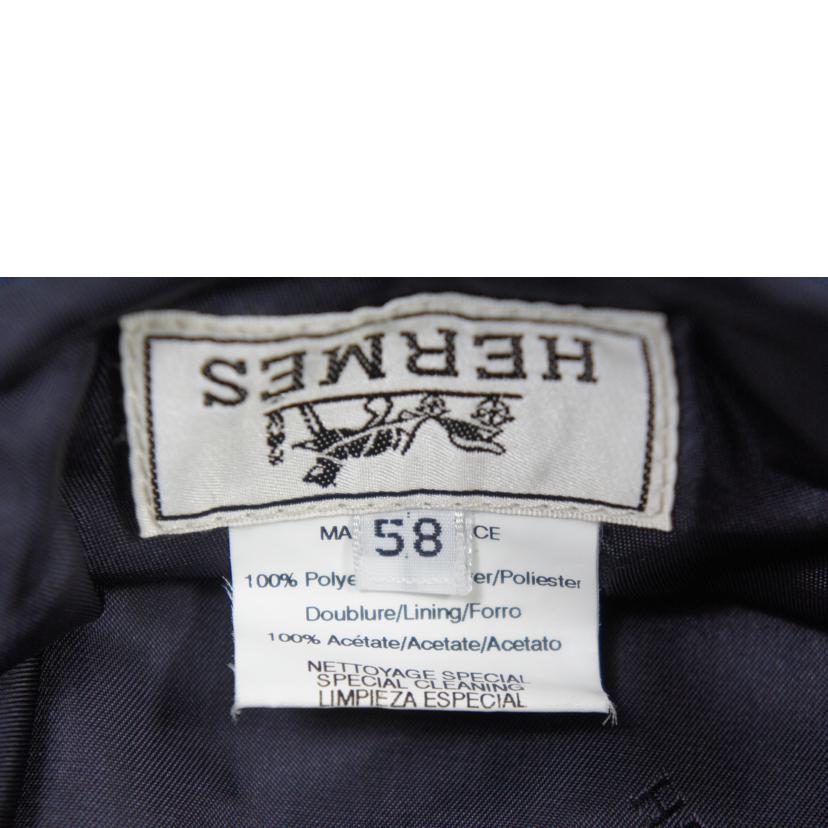 HERMES
58
MA CE
100% Polye er/Poliester
Doublure/Lining/Forro
100% Acétate/Acetate/Acetato
NETTOYAGE SPECIAL
SPECIAL CLEANING
LIMPIEZA ESPECIAL